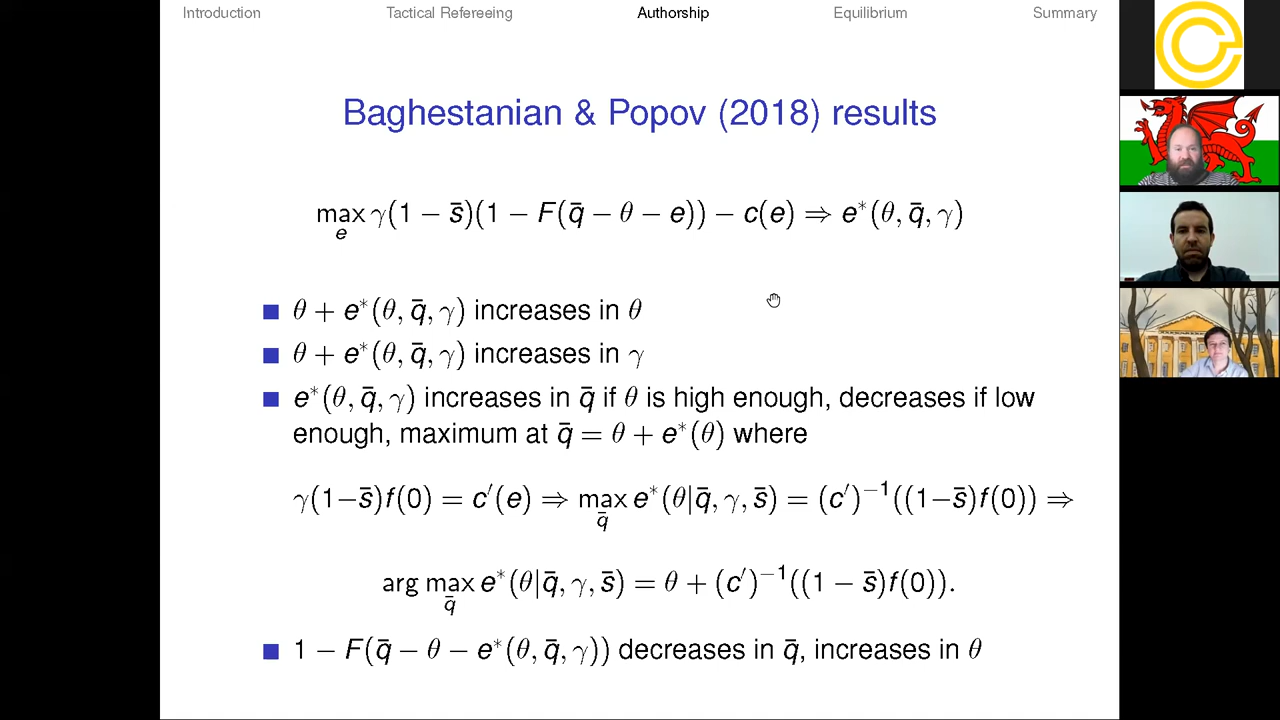 Introduction Tactical Refereeing Authorship Equilibrium Summary
Baghestanian & Popov (2018) results
max_e γ(1 − s̄)(1 − F(q̄ − θ − e)) − c(e) ⇒ e*(θ, q̄, γ)
θ + e*(θ, q̄, γ) increases in θ
θ + e*(θ, q̄, γ) increases in γ
e*(θ, q̄, γ) increases in q̄ if θ is high enough, decreases if low
enough, maximum at q̄ = θ + e*(θ) where
γ(1−s̄)f(0) = c′(e) ⇒ max_q̄ e*(θ|q̄, γ, s̄) = (c′)⁻¹((1−s̄)f(0)) ⇒
arg max_q̄ e*(θ|q̄, γ, s̄) = θ + (c′)⁻¹((1 − s̄)f(0)).
1 − F(q̄ − θ − e*(θ, q̄, γ)) decreases in q̄, increases in θ